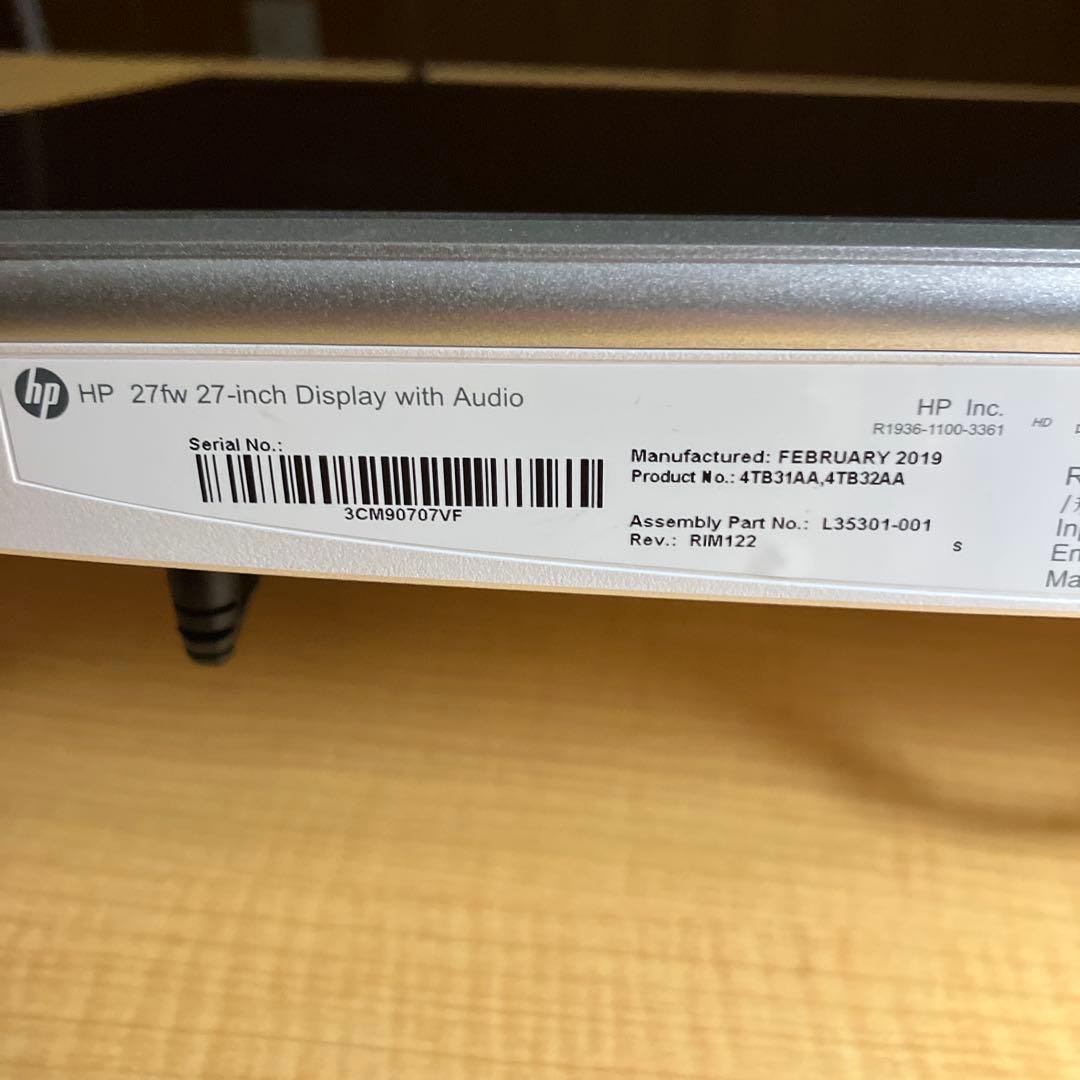 hp HP 27fw 27-inch Display with Audio
Serial No.:
3CM90707VF
HP Inc.
R1936-1100-3361
Manufactured: FEBRUARY 2019
Product No.: 4TB31AA,4TB32AA
Assembly Part No.: L35301-001
Rev.: RIM122
S
HD